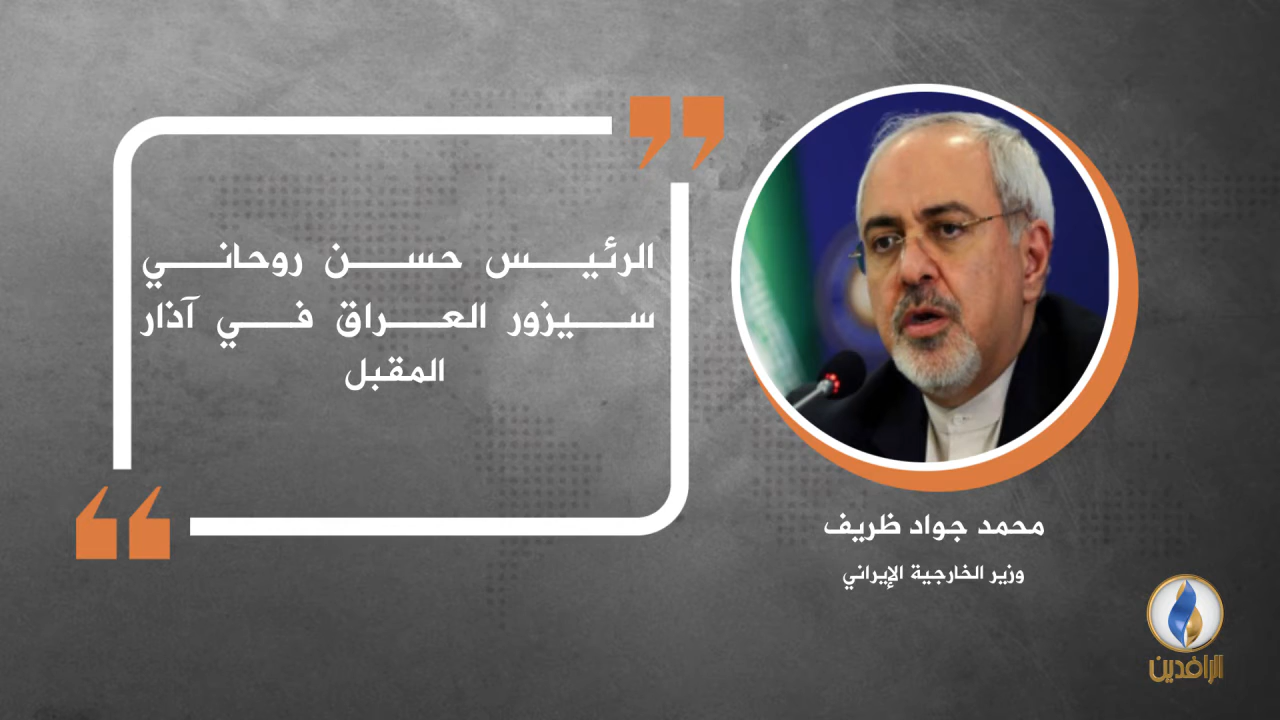 الرئيس حسن روحاني
سيزور العراق في آذار
المقبل
محمد جواد ظريف
وزير الخارجية الإيراني
الرافدين